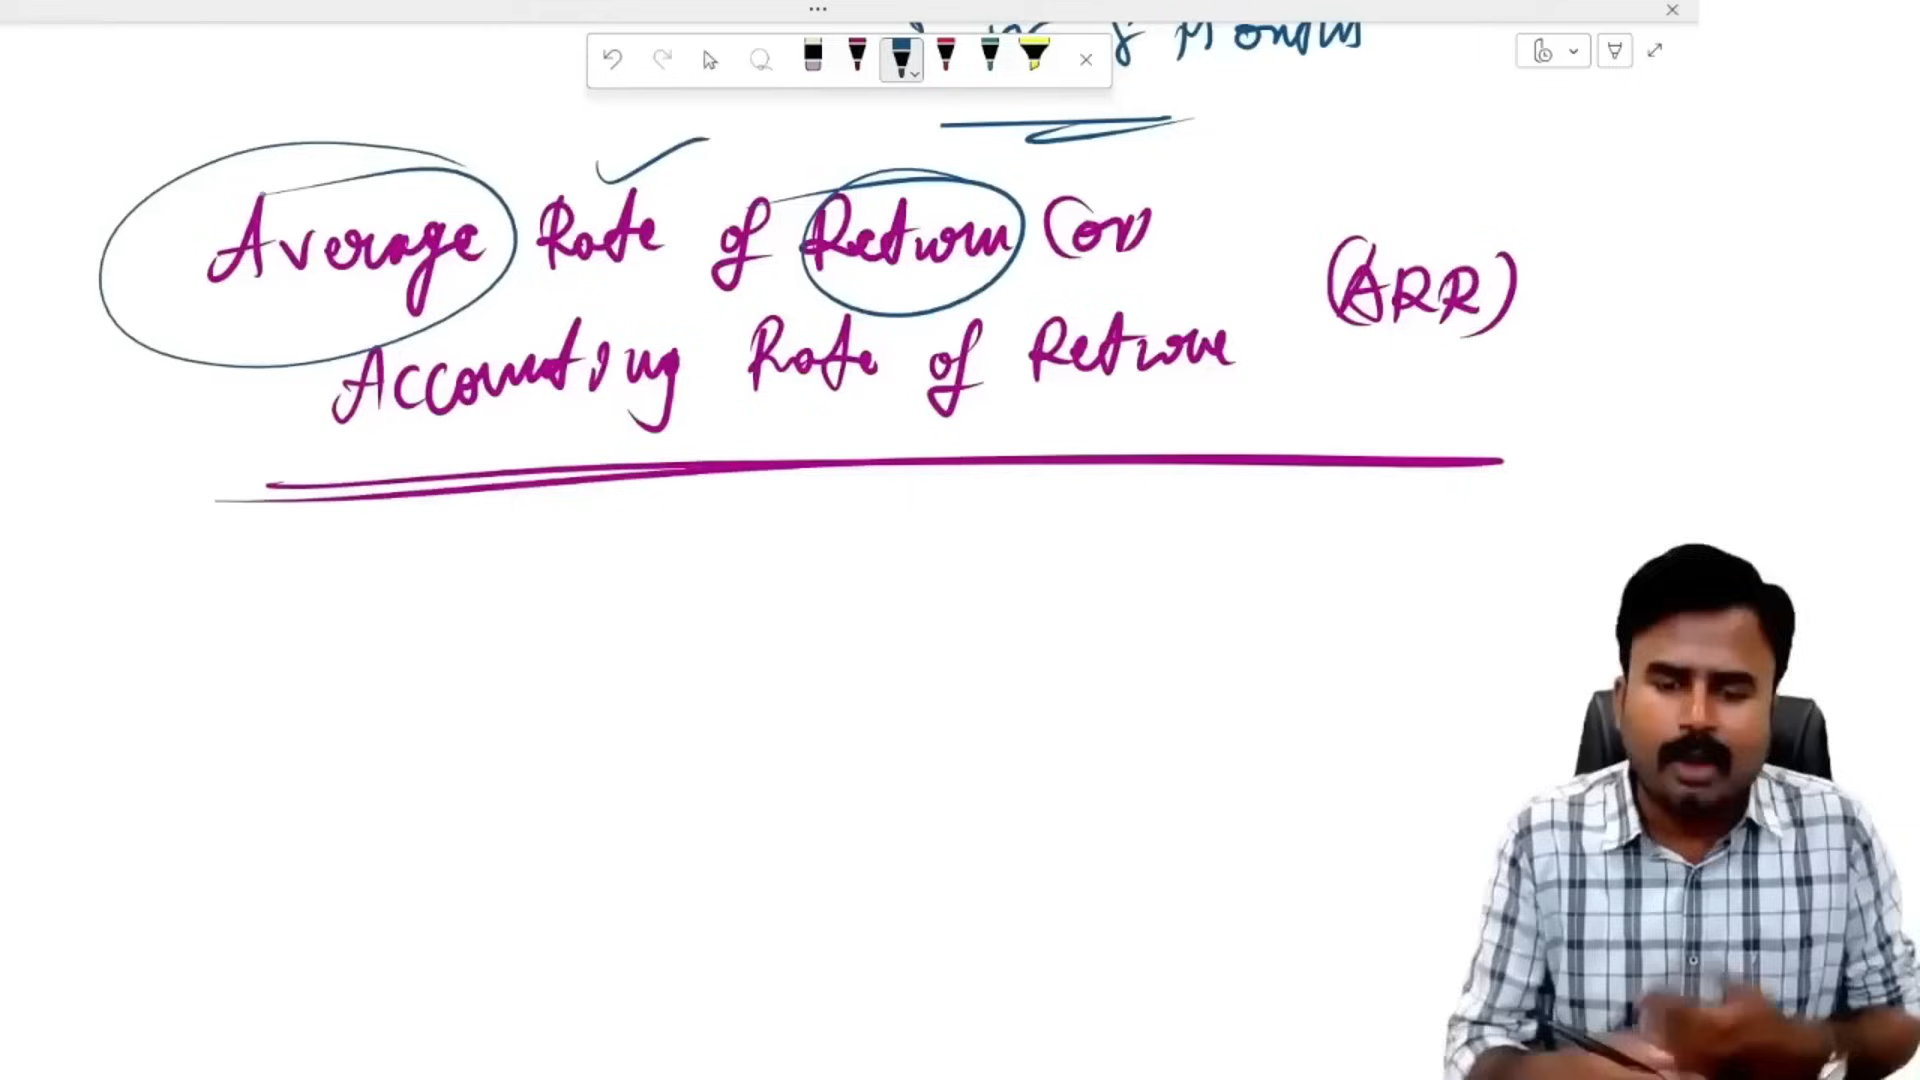 Average Rate of Return (or)
(ARR)
Accounting Rate of Return